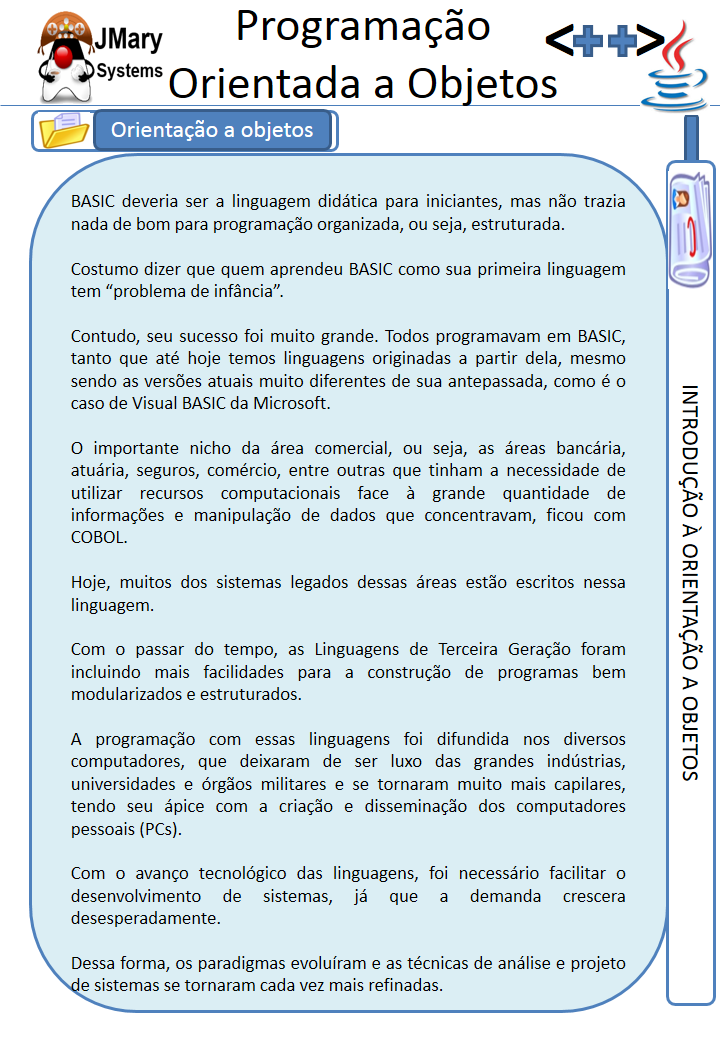 JMary
Systems
Programação
Orientada a Objetos
<++>
Orientação a objetos
BASIC deveria ser a linguagem didática para iniciantes, mas não trazia
nada de bom para programação organizada, ou seja, estruturada.
Costumo dizer que quem aprendeu BASIC como sua primeira linguagem
tem “problema de infância”.
Contudo, seu sucesso foi muito grande. Todos programavam em BASIC,
tanto que até hoje temos linguagens originadas a partir dela, mesmo
sendo as versões atuais muito diferentes de sua antepassada, como é o
caso de Visual BASIC da Microsoft.
O importante nicho da área comercial, ou seja, as áreas bancária,
atuária, seguros, comércio, entre outras que tinham a necessidade de
utilizar recursos computacionais face à grande quantidade de
informações e manipulação de dados que concentravam, ficou com
COBOL.
Hoje, muitos dos sistemas legados dessas áreas estão escritos nessa
linguagem.
Com o passar do tempo, as Linguagens de Terceira Geração foram
incluindo mais facilidades para a construção de programas bem
modularizados e estruturados.
A programação com essas linguagens foi difundida nos diversos
computadores, que deixaram de ser luxo das grandes indústrias,
universidades e órgãos militares e se tornaram muito mais capilares,
tendo seu ápice com a criação e disseminação dos computadores
pessoais (PCs).
Com o avanço tecnológico das linguagens, foi necessário facilitar o
desenvolvimento de sistemas, já que a demanda crescera
desesperadamente.
Dessa forma, os paradigmas evoluíram e as técnicas de análise e projeto
de sistemas se tornaram cada vez mais refinadas.
INTRODUÇÃO À ORIENTAÇÃO A OBJETOS